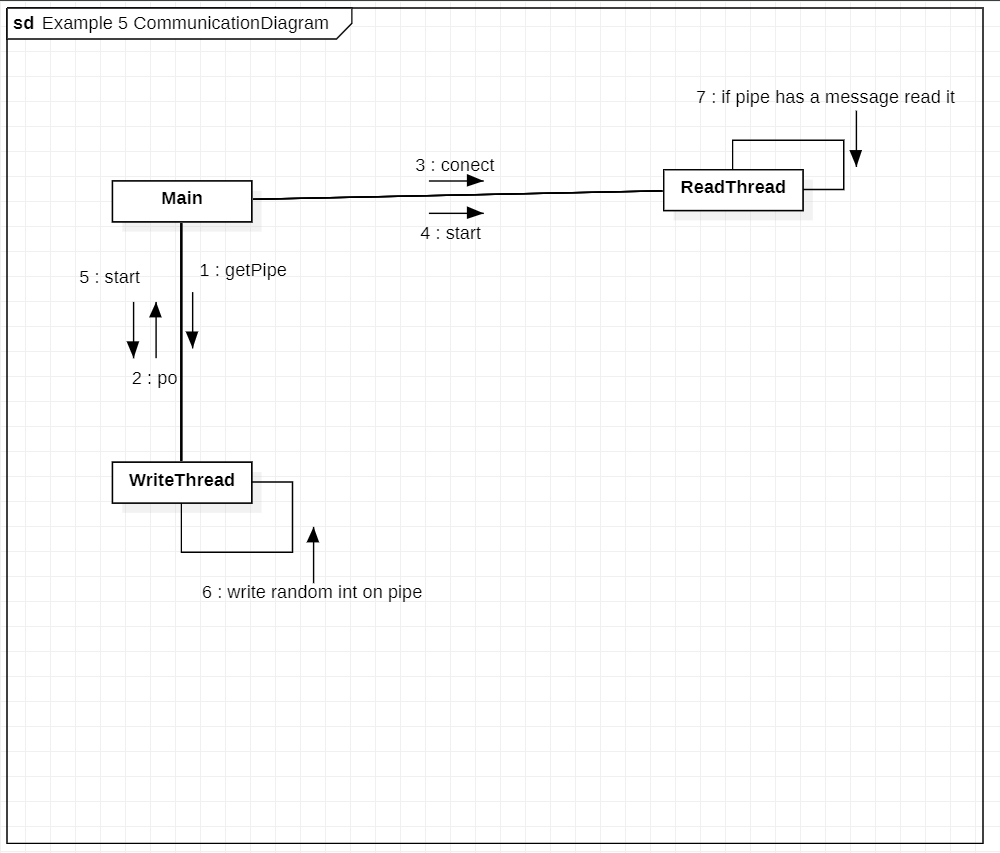 sd Example 5 CommunicationDiagram
7 : if pipe has a message read it
3 : conect
Main
ReadThread
4 : start
5 : start
1 : getPipe
2 : po
WriteThread
6 : write random int on pipe